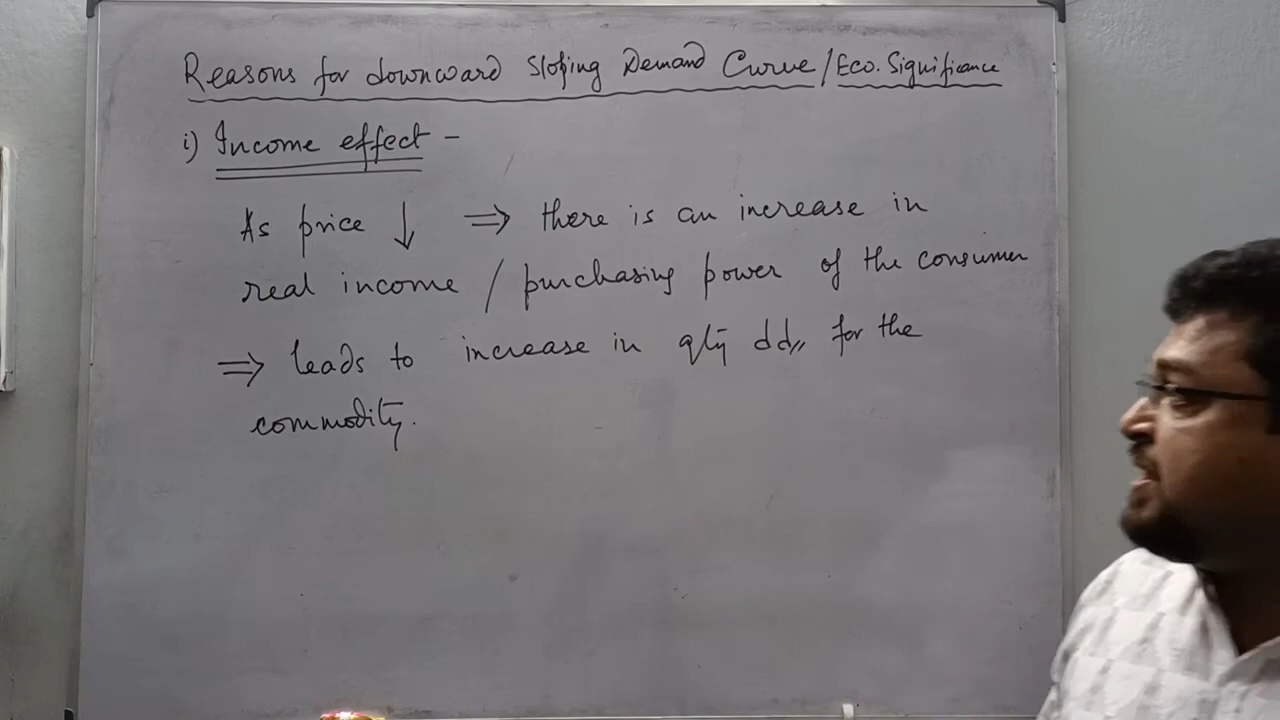 Reasons for downward Sloping Demand Curve/Eco. Significance
i) Income effect -
As price ↓ ⇒ there is an increase in
real income / purchasing power of the consumer
⇒ leads to increase in qty dd,, for the
commodity.